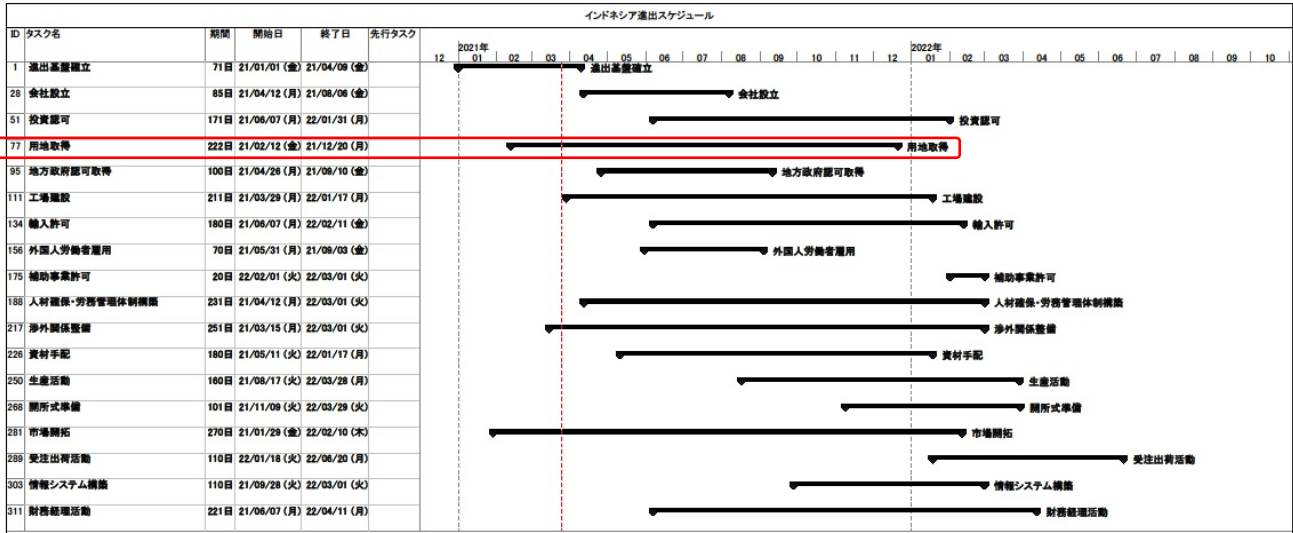 インドネシア進出スケジュール
ID タスク名 期間 開始日 終了日 先行タスク
2021年 2022年
12 01 02 03 04 05 06 07 08 09 10 11 12 01 02 03 04 05 06 07 08 09 10
1 進出基盤確立 71日 21/01/01 (金) 21/04/09 (金) 進出基盤確立
28 会社設立 85日 21/04/12 (月) 21/08/06 (金) 会社設立
51 投資認可 171日 21/06/07 (月) 22/01/31 (月) 投資認可
77 用地取得 222日 21/02/12 (金) 21/12/20 (月) 用地取得
95 地方政府認可取得 100日 21/04/26 (月) 21/09/10 (金) 地方政府認可取得
111 工場建設 211日 21/03/29 (月) 22/01/17 (月) 工場建設
134 輸入許可 180日 21/06/07 (月) 22/02/11 (金) 輸入許可
156 外国人労働者雇用 70日 21/05/31 (月) 21/09/03 (金) 外国人労働者雇用
175 補助事業許可 20日 22/02/01 (火) 22/03/01 (火) 補助事業許可
188 人材確保・労務管理体制構築 231日 21/04/12 (月) 22/03/01 (火) 人材確保・労務管理体制構築
217 渉外関係整備 251日 21/03/15 (月) 22/03/01 (火) 渉外関係整備
226 資材手配 180日 21/05/11 (火) 22/01/17 (月) 資材手配
250 生産活動 160日 21/08/17 (火) 22/03/28 (月) 生産活動
268 開所式準備 101日 21/11/09 (火) 22/03/29 (火) 開所式準備
281 市場開拓 270日 21/01/29 (金) 22/02/10 (木) 市場開拓
289 受注出荷活動 110日 22/01/18 (火) 22/06/20 (月) 受注出荷活動
303 情報システム構築 110日 21/09/28 (火) 22/03/01 (火) 情報システム構築
311 財務経理活動 221日 21/06/07 (月) 22/04/11 (月) 財務経理活動